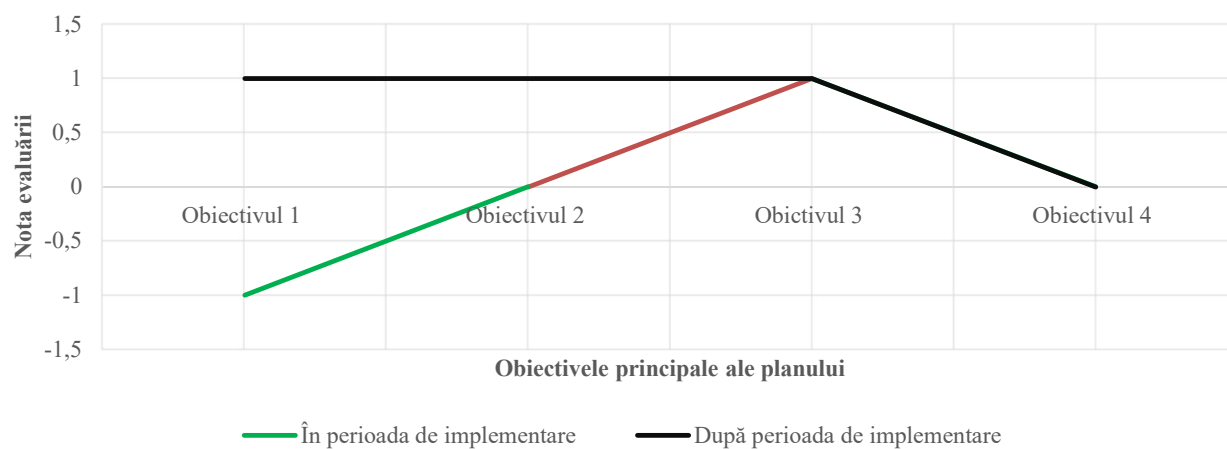 1,5
1
0,5
0
-0,5
-1
-1,5
Nota evaluării
Obiectivul 1
Obiectivul 2
Obictivul 3
Obiectivul 4
Obiectivele principale ale planului
În perioada de implementare
După perioada de implementare